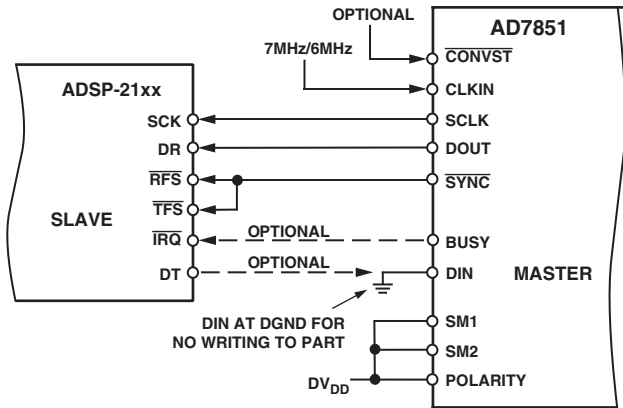 OPTIONAL
AD7851
7MHz/6MHz
CONVST
ADSP-21xx
CLKIN
SCK
SCLK
DR
DOUT
RFS
SYNC
TFS
SLAVE
IRQ
OPTIONAL
BUSY
DT
OPTIONAL
DIN
MASTER
DIN AT DGND FOR
NO WRITING TO PART
SM1
SM2
DVDD
POLARITY